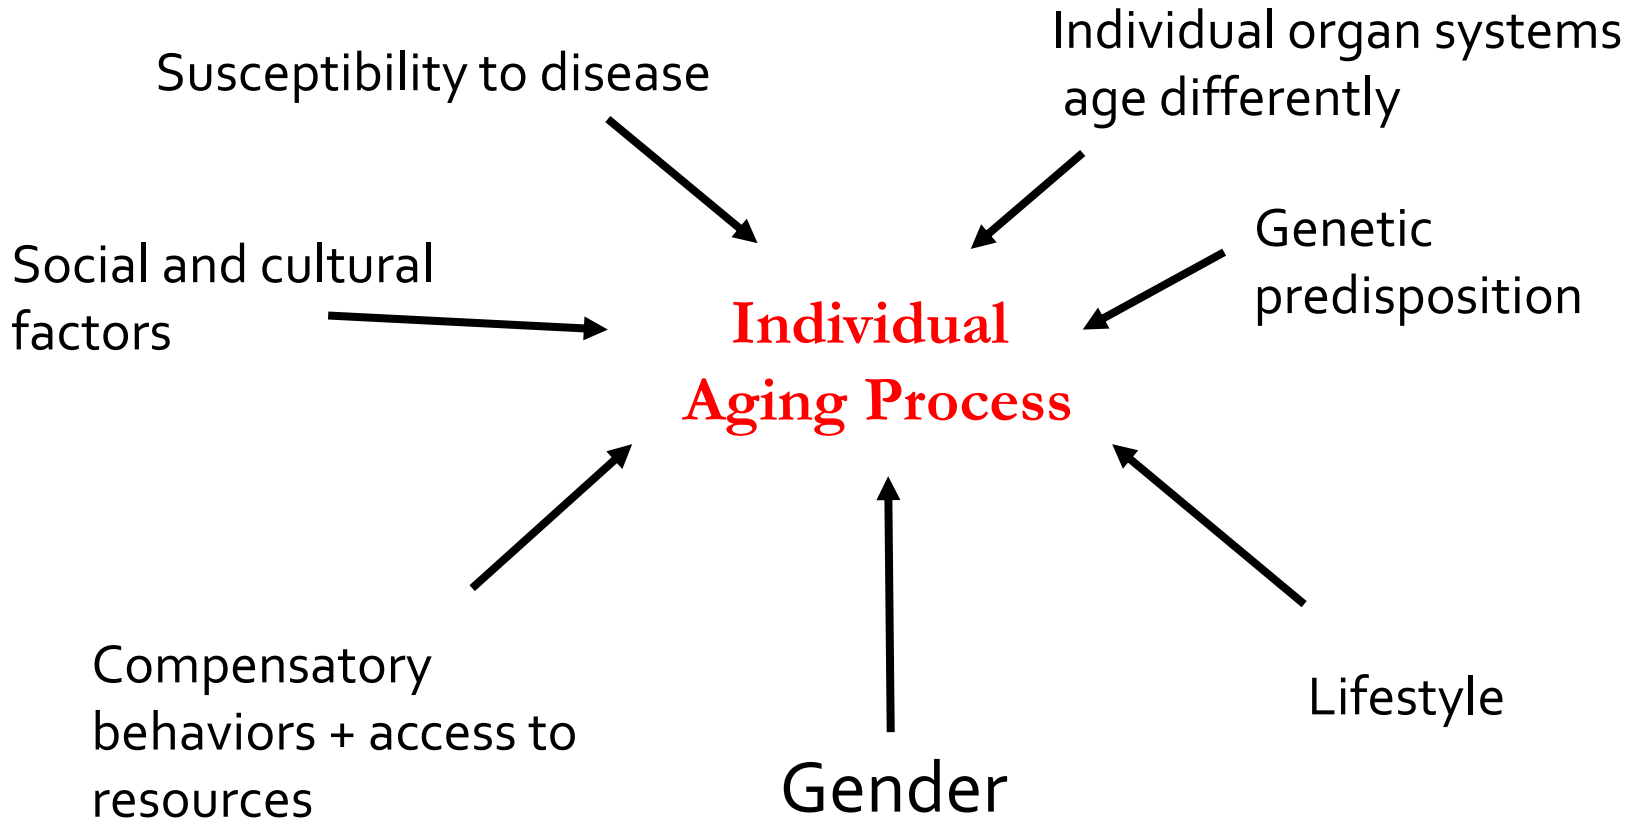 Susceptibility to disease
Individual organ systems
age differently
Social and cultural
factors
Genetic
predisposition
Individual
Aging Process
Compensatory
behaviors + access to
resources
Gender
Lifestyle